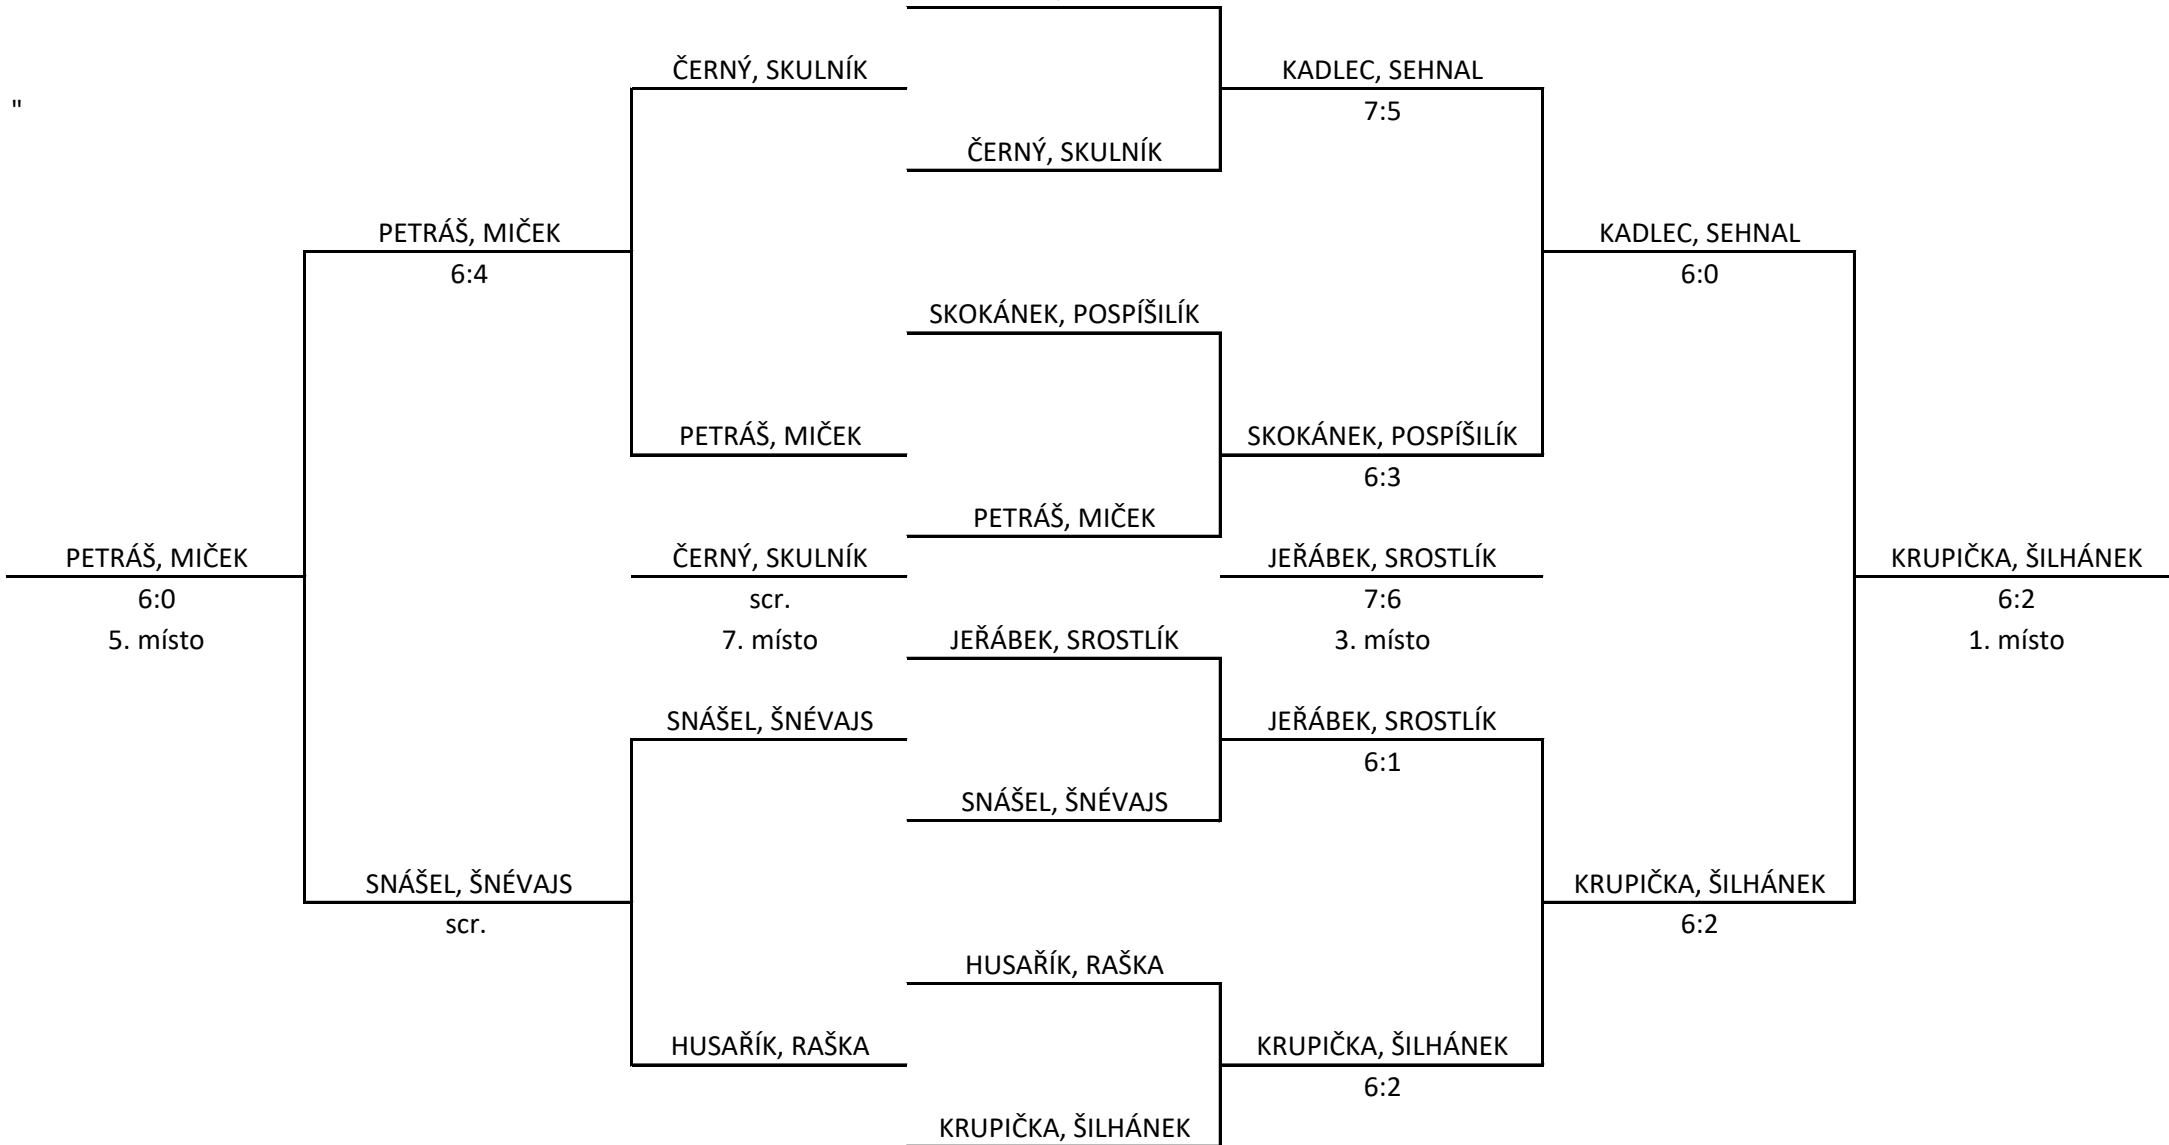 ČERNÝ, SKULNÍK
KADLEC, SEHNAL
"
7:5
ČERNÝ, SKULNÍK
PETRÁŠ, MIČEK
KADLEC, SEHNAL
6:4
6:0
SKOKÁNEK, POSPÍŠILÍK
PETRÁŠ, MIČEK
SKOKÁNEK, POSPÍŠILÍK
6:3
PETRÁŠ, MIČEK
PETRÁŠ, MIČEK
ČERNÝ, SKULNÍK
JEŘÁBEK, SROSTLÍK
KRUPIČKA, ŠILHÁNEK
6:0
scr.
7:6
6:2
5. místo
7. místo
JEŘÁBEK, SROSTLÍK
3. místo
1. místo
SNÁŠEL, ŠNÉVAJS
JEŘÁBEK, SROSTLÍK
6:1
SNÁŠEL, ŠNÉVAJS
SNÁŠEL, ŠNÉVAJS
KRUPIČKA, ŠILHÁNEK
scr.
6:2
HUSAŘÍK, RAŠKA
HUSAŘÍK, RAŠKA
KRUPIČKA, ŠILHÁNEK
6:2
KRUPIČKA, ŠILHÁNEK